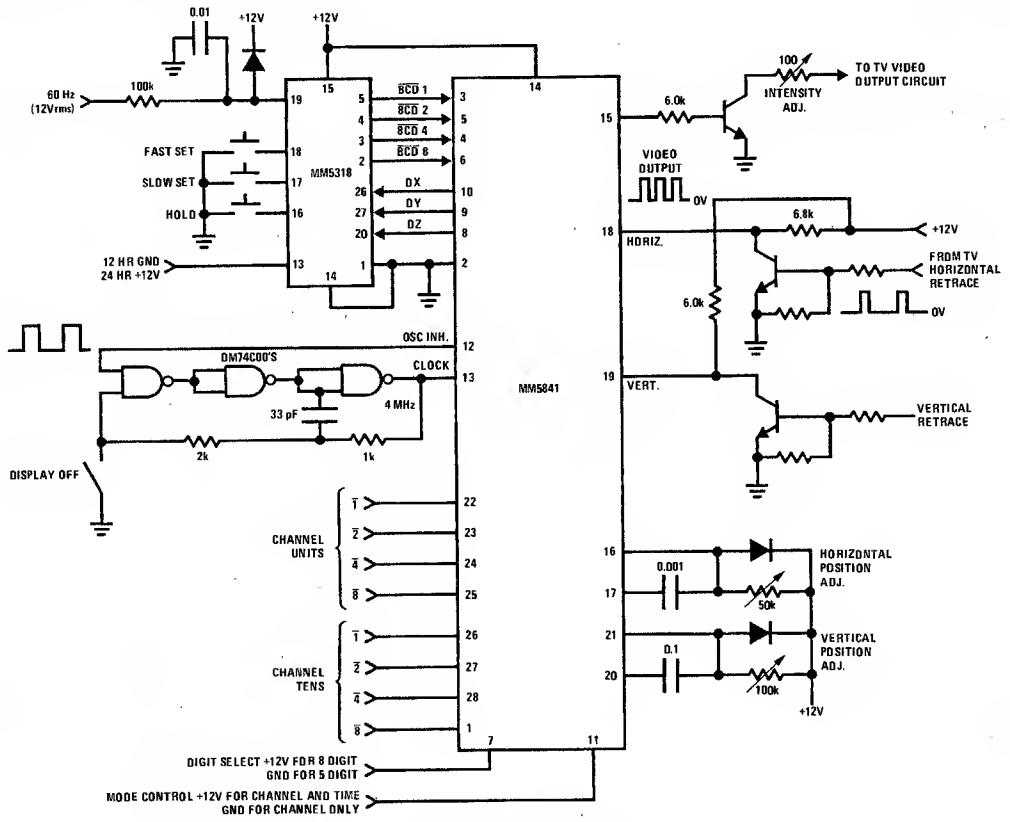 0.01
+12V
+12V
60 Hz
(12Vrms)
100k
19
15
14
100
TO TV VIDEO
OUTPUT CIRCUIT
INTENSITY
ADJ.
5
BCD 1
3
4
BCD 2
5
3
BCD 4
4
2
BCD 8
6
15
6.0k
FAST SET
18
MM5318
SLOW SET
17
HOLD
16
26
DX
10
27
DY
9
20
DZ
8
VIDEO
OUTPUT
0V
12 HR GND
24 HR +12V
13
14
1
2
18
HORIZ.
6.8k
+12V
FROM TV
HORIZONTAL
RETRACE
0V
6.0k
OSC INH.
12
DM74C00'S
CLOCK
13
4 MHz
33 pF
2k
1k
DISPLAY OFF
MM5841
19
VERT.
VERTICAL
RETRACE
CHANNEL
UNITS
1
22
2
23
4
24
8
25
CHANNEL
TENS
1
26
2
27
4
28
8
1
16
17
0.001
50k
HORIZONTAL
POSITION
ADJ.
21
20
0.1
100k
VERTICAL
POSITION
ADJ.
+12V
7
11
DIGIT SELECT +12V FOR 8 DIGIT
GND FOR 5 DIGIT
MODE CONTROL +12V FOR CHANNEL AND TIME
GND FOR CHANNEL ONLY